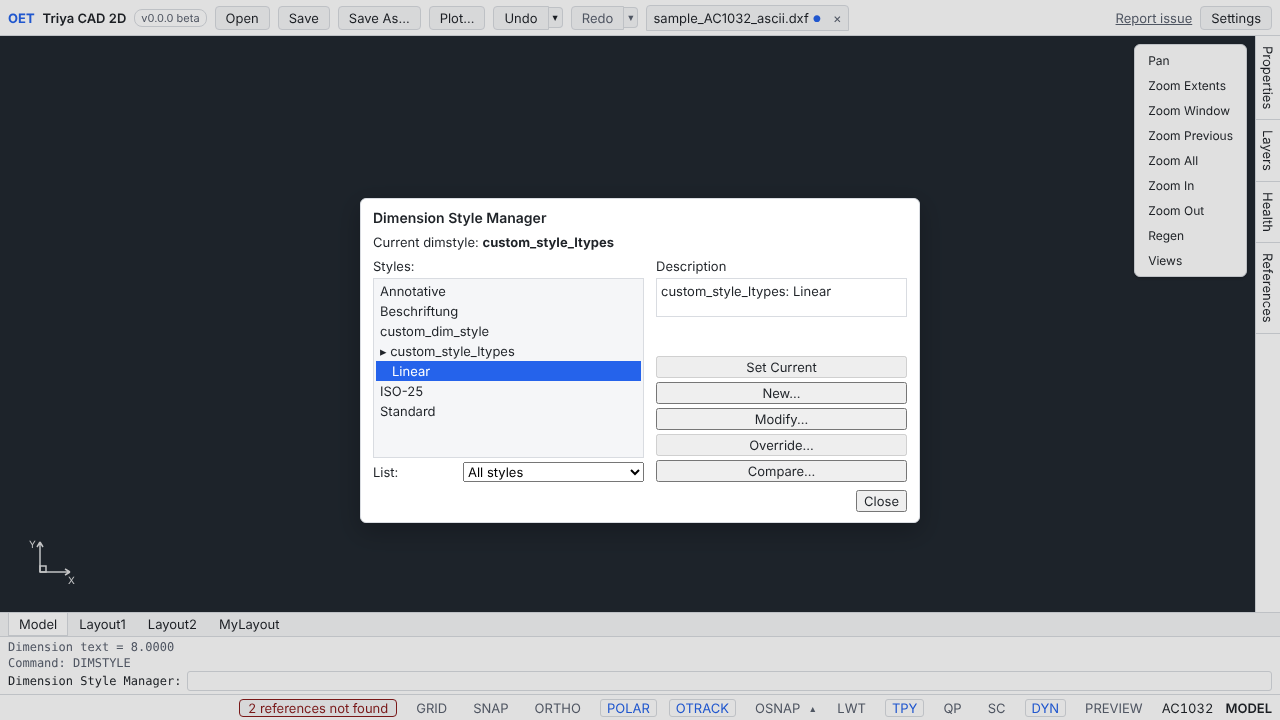 OET Triya CAD 2D v0.0.0 beta Open Save Save As... Plot... Undo ▾ Redo ▾ sample_AC1032_ascii.dxf ● × Report issue Settings
Pan
Zoom Extents
Zoom Window
Zoom Previous
Zoom All
Zoom In
Zoom Out
Regen
Views
Properties
Layers
Health
References
Dimension Style Manager
Current dimstyle: custom_style_ltypes
Styles:
Annotative
Beschriftung
custom_dim_style
▸ custom_style_ltypes
Linear
ISO-25
Standard
List: All styles
Description
custom_style_ltypes: Linear
Set Current
New...
Modify...
Override...
Compare...
Close
Y
X
Model Layout1 Layout2 MyLayout
Dimension text = 8.0000
Command: DIMSTYLE
Dimension Style Manager:
2 references not found GRID SNAP ORTHO POLAR OTRACK OSNAP ▴ LWT TPY QP SC DYN PREVIEW AC1032 MODEL